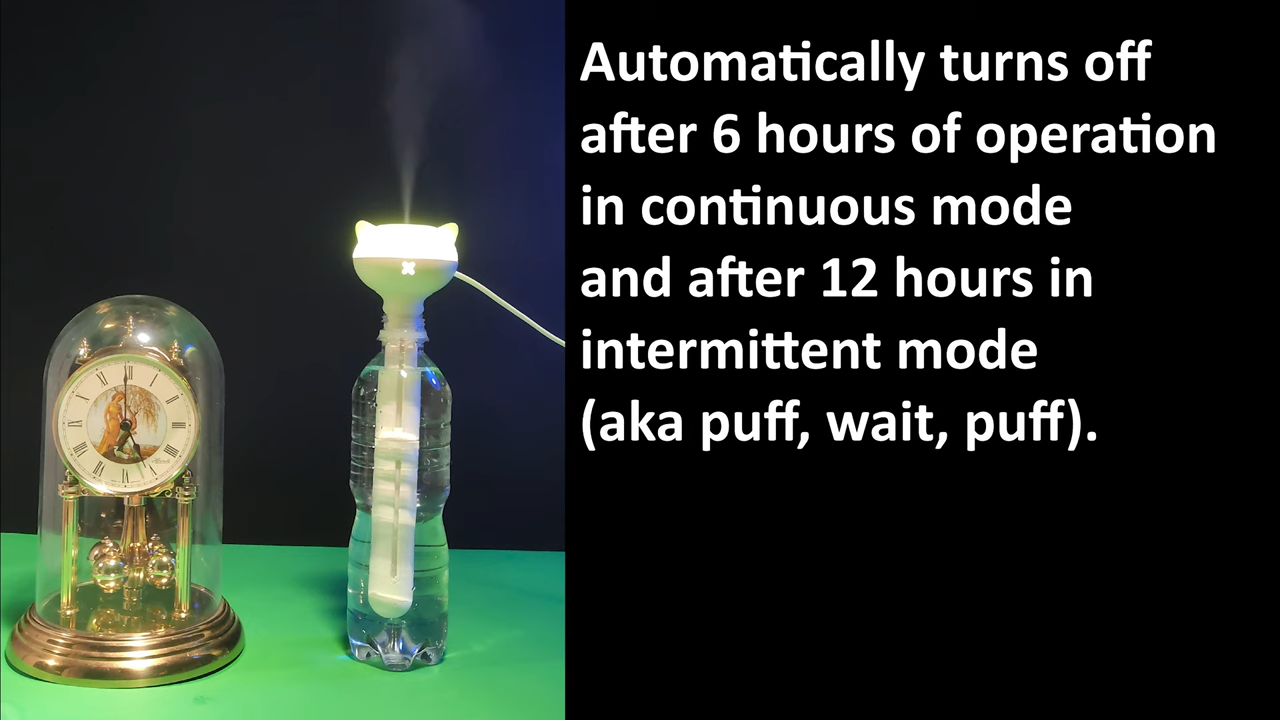 Automatically turns off
after 6 hours of operation
in continuous mode
and after 12 hours in
intermittent mode
(aka puff, wait, puff).